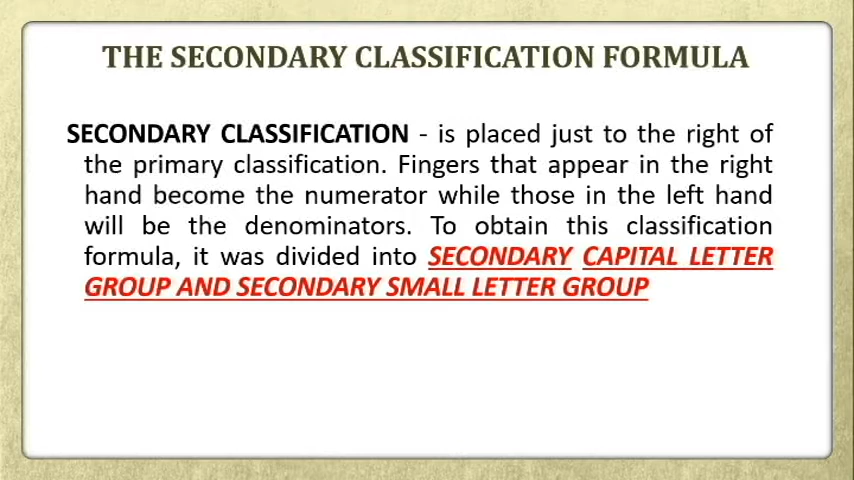 THE SECONDARY CLASSIFICATION FORMULA
SECONDARY CLASSIFICATION - is placed just to the right of
the primary classification. Fingers that appear in the right
hand become the numerator while those in the left hand
will be the denominators. To obtain this classification
formula, it was divided into SECONDARY CAPITAL LETTER
GROUP AND SECONDARY SMALL LETTER GROUP